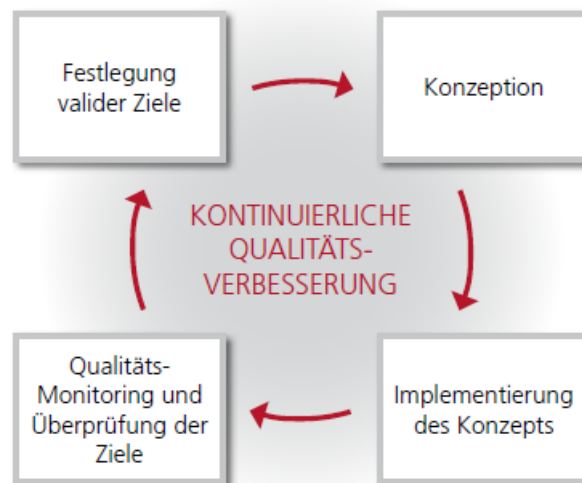 Festlegung
valider Ziele
Konzeption
KONTINUIERLICHE
QUALITÄTS-
VERBESSERUNG
Qualitäts-
Monitoring und
Überprüfung der
Ziele
Implementierung
des Konzepts